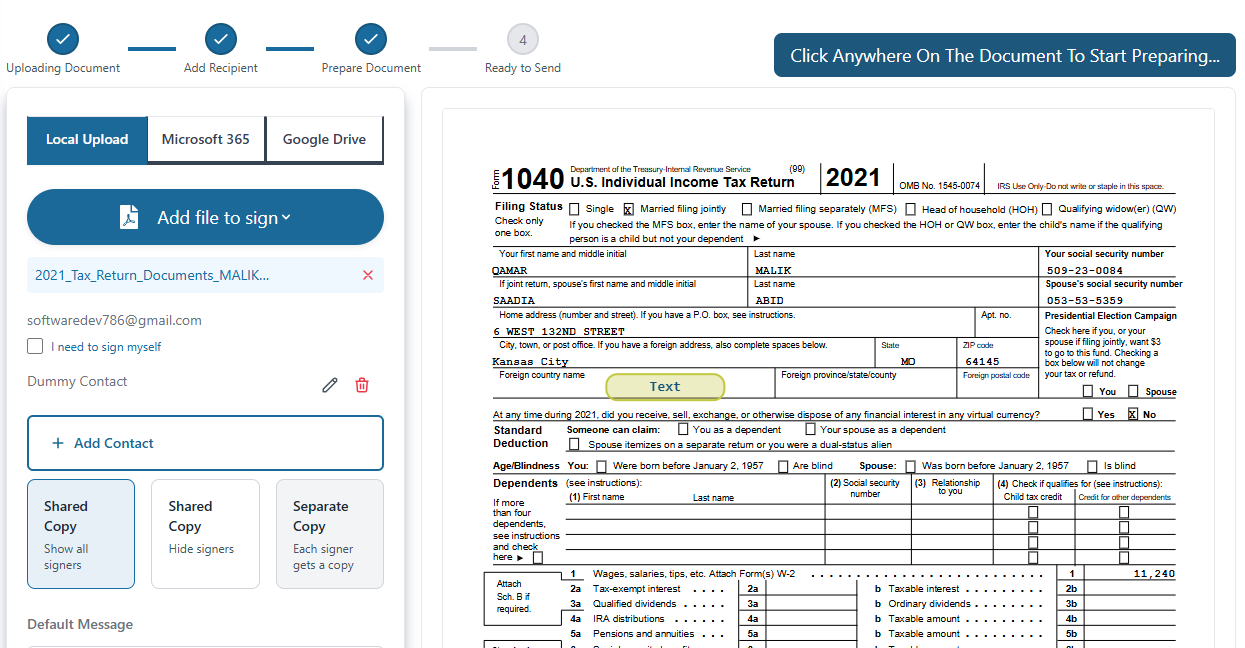 4
Uploading Document
Add Recipient
Prepare Document
Ready to Send
Click Anywhere On The Document To Start Preparing...
Local Upload
Microsoft 365
Google Drive
Add file to sign
2021_Tax_Return_Documents_MALIK...
softwaredev786@gmail.com
I need to sign myself
Dummy Contact
+ Add Contact
Shared Copy
Show all signers
Shared Copy
Hide signers
Separate Copy
Each signer gets a copy
Default Message
Form 1040 Department of the Treasury-Internal Revenue Service (99)
U.S. Individual Income Tax Return 2021 OMB No. 1545-0074 IRS Use Only-Do not write or staple in this space.
Filing Status Single X Married filing jointly Married filing separately (MFS) Head of household (HOH) Qualifying widow(er) (QW)
Check only
one box.
If you checked the MFS box, enter the name of your spouse. If you checked the HOH or QW box, enter the child's name if the qualifying
person is a child but not your dependent ►
Your first name and middle initial Last name Your social security number
QAMAR MALIK 509-23-0084
If joint return, spouse's first name and middle initial Last name Spouse's social security number
SAADIA ABID 053-53-5359
Home address (number and street). If you have a P.O. box, see instructions. Apt. no.
6 WEST 132ND STREET
City, town, or post office. If you have a foreign address, also complete spaces below. State ZIP code
Kansas City MO 64145
Foreign country name Foreign province/state/county Foreign postal code
Text
Presidential Election Campaign
Check here if you, or your
spouse if filing jointly, want $3
to go to this fund. Checking a
box below will not change
your tax or refund.
You Spouse
At any time during 2021, did you receive, sell, exchange, or otherwise dispose of any financial interest in any virtual currency? Yes X No
Standard
Deduction
Someone can claim: You as a dependent Your spouse as a dependent
Spouse itemizes on a separate return or you were a dual-status alien
Age/Blindness You: Were born before January 2, 1957 Are blind Spouse: Was born before January 2, 1957 Is blind
Dependents (see instructions): (2) Social security number (3) Relationship to you (4) Check if qualifies for (see instructions):
(1) First name Last name Child tax credit Credit for other dependents
If more
than four
dependents,
see instructions
and check
here ►
Attach
Sch. B if
required.
1 Wages, salaries, tips, etc. Attach Form(s) W-2 . . . . . . . . . . . . . . . . . . . . . . . 1 11,240
2a Tax-exempt interest . . . . 2a b Taxable interest . . . . . . . . 2b
3a Qualified dividends . . . . . 3a b Ordinary dividends . . . . . . . . 3b
4a IRA distributions . . . . . . 4a b Taxable amount . . . . . . . . 4b
5a Pensions and annuities . . . 5a b Taxable amount . . . . . . . . 5b